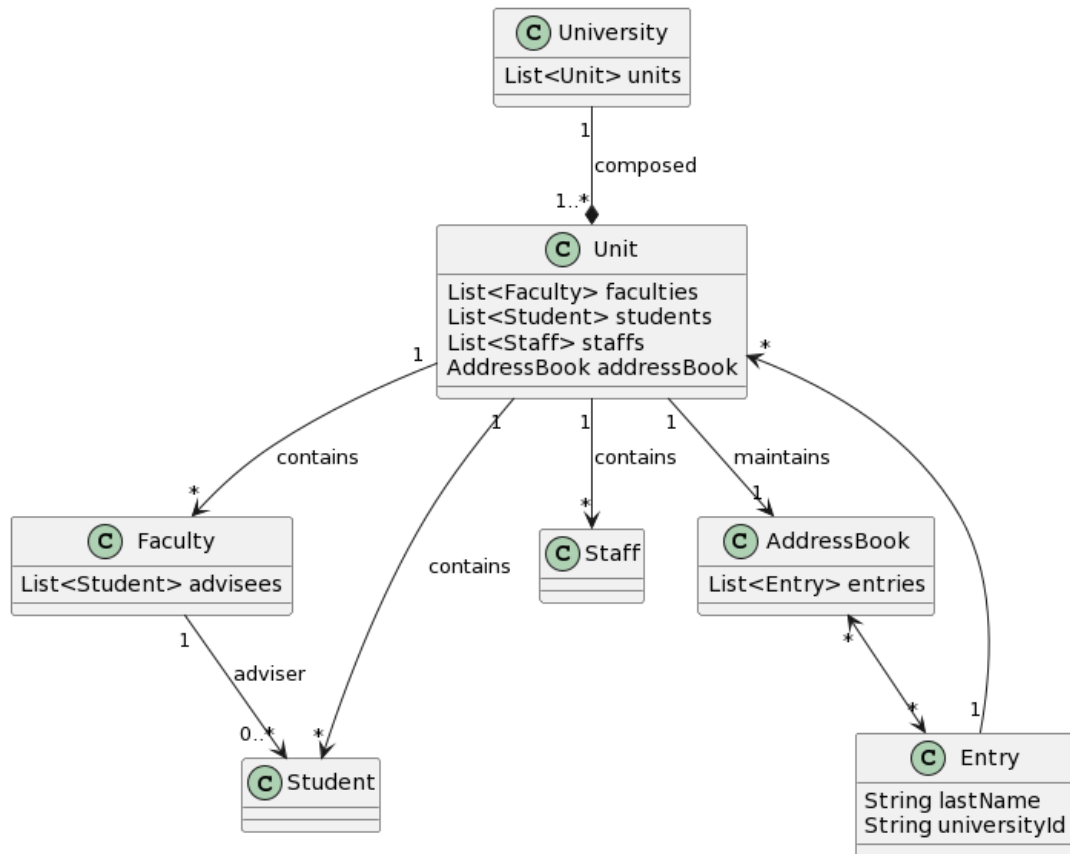 C University
List<Unit> units
1
composed
1..*
C Unit
List<Faculty> faculties
List<Student> students
List<Staff> staffs
AddressBook addressBook
1
*
1
1
1
contains
contains
maintains
*
*
1
C Faculty
List<Student> advisees
contains
C Staff
C AddressBook
List<Entry> entries
1
*
adviser
0..*
*
*
1
C Student
C Entry
String lastName
String universityId